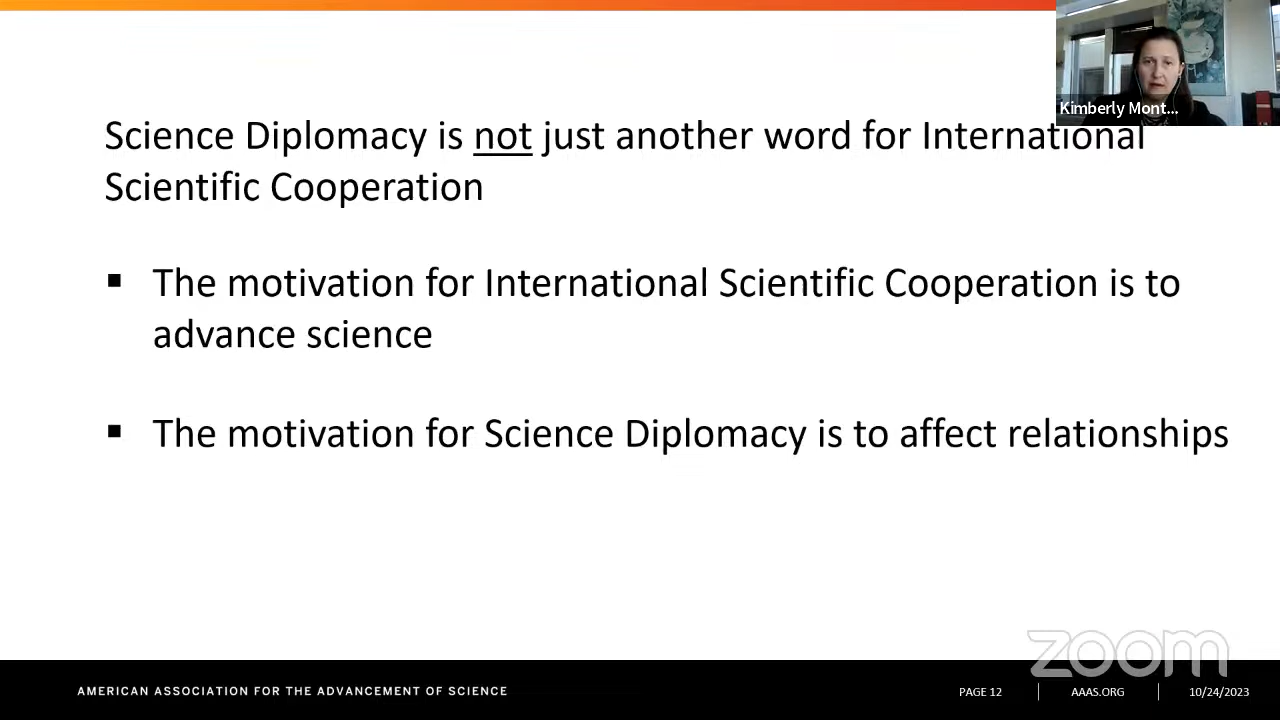 Kimberly Mont...
Science Diplomacy is not just another word for International
Scientific Cooperation
▪ The motivation for International Scientific Cooperation is to
advance science
▪ The motivation for Science Diplomacy is to affect relationships
zoom
AMERICAN ASSOCIATION FOR THE ADVANCEMENT OF SCIENCE
PAGE 12 | AAAS.ORG | 10/24/2023